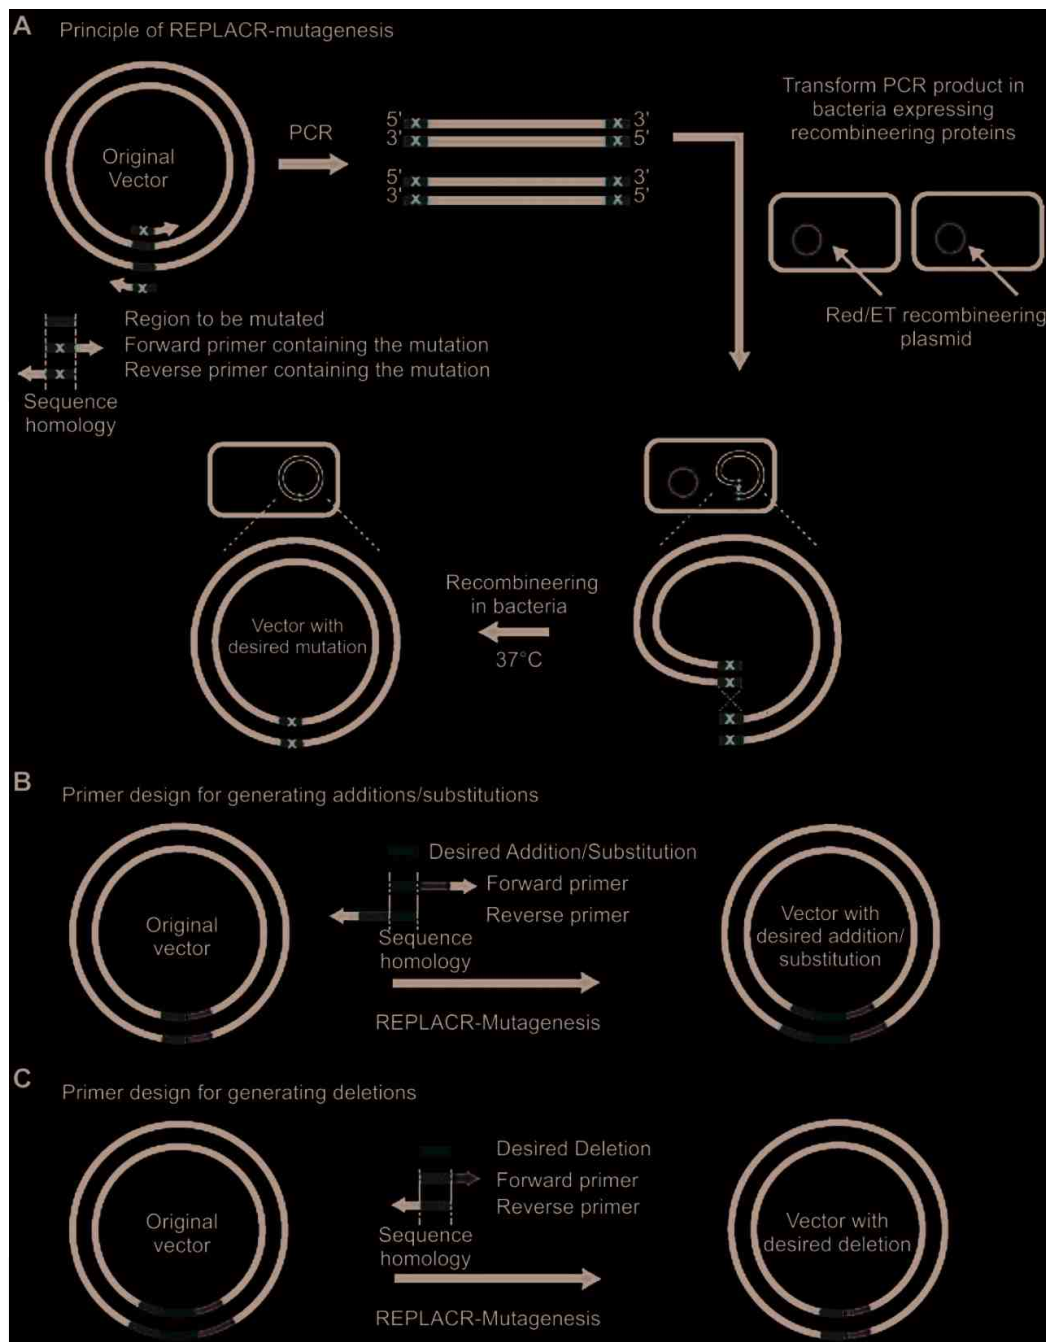 A
Principle of REPLACR-mutagenesis
Original
Vector
PCR
5'
3'
3'
5'
5'
3'
3'
5'
x
x
x
x
x
x
x
x
Transform PCR product in
bacteria expressing
recombineering proteins
Red/ET recombineering
plasmid
x
x
Region to be mutated
x
Forward primer containing the mutation
x
Reverse primer containing the mutation
Sequence
homology
Vector with
desired mutation
x
x
Recombineering
in bacteria
37°C
x
x
x
x
B
Primer design for generating additions/substitutions
Original
vector
Desired Addition/Substitution
Forward primer
Reverse primer
Sequence
homology
REPLACR-Mutagenesis
Vector with
desired addition/
substitution
C
Primer design for generating deletions
Original
vector
Desired Deletion
Forward primer
Reverse primer
Sequence
homology
REPLACR-Mutagenesis
Vector with
desired deletion